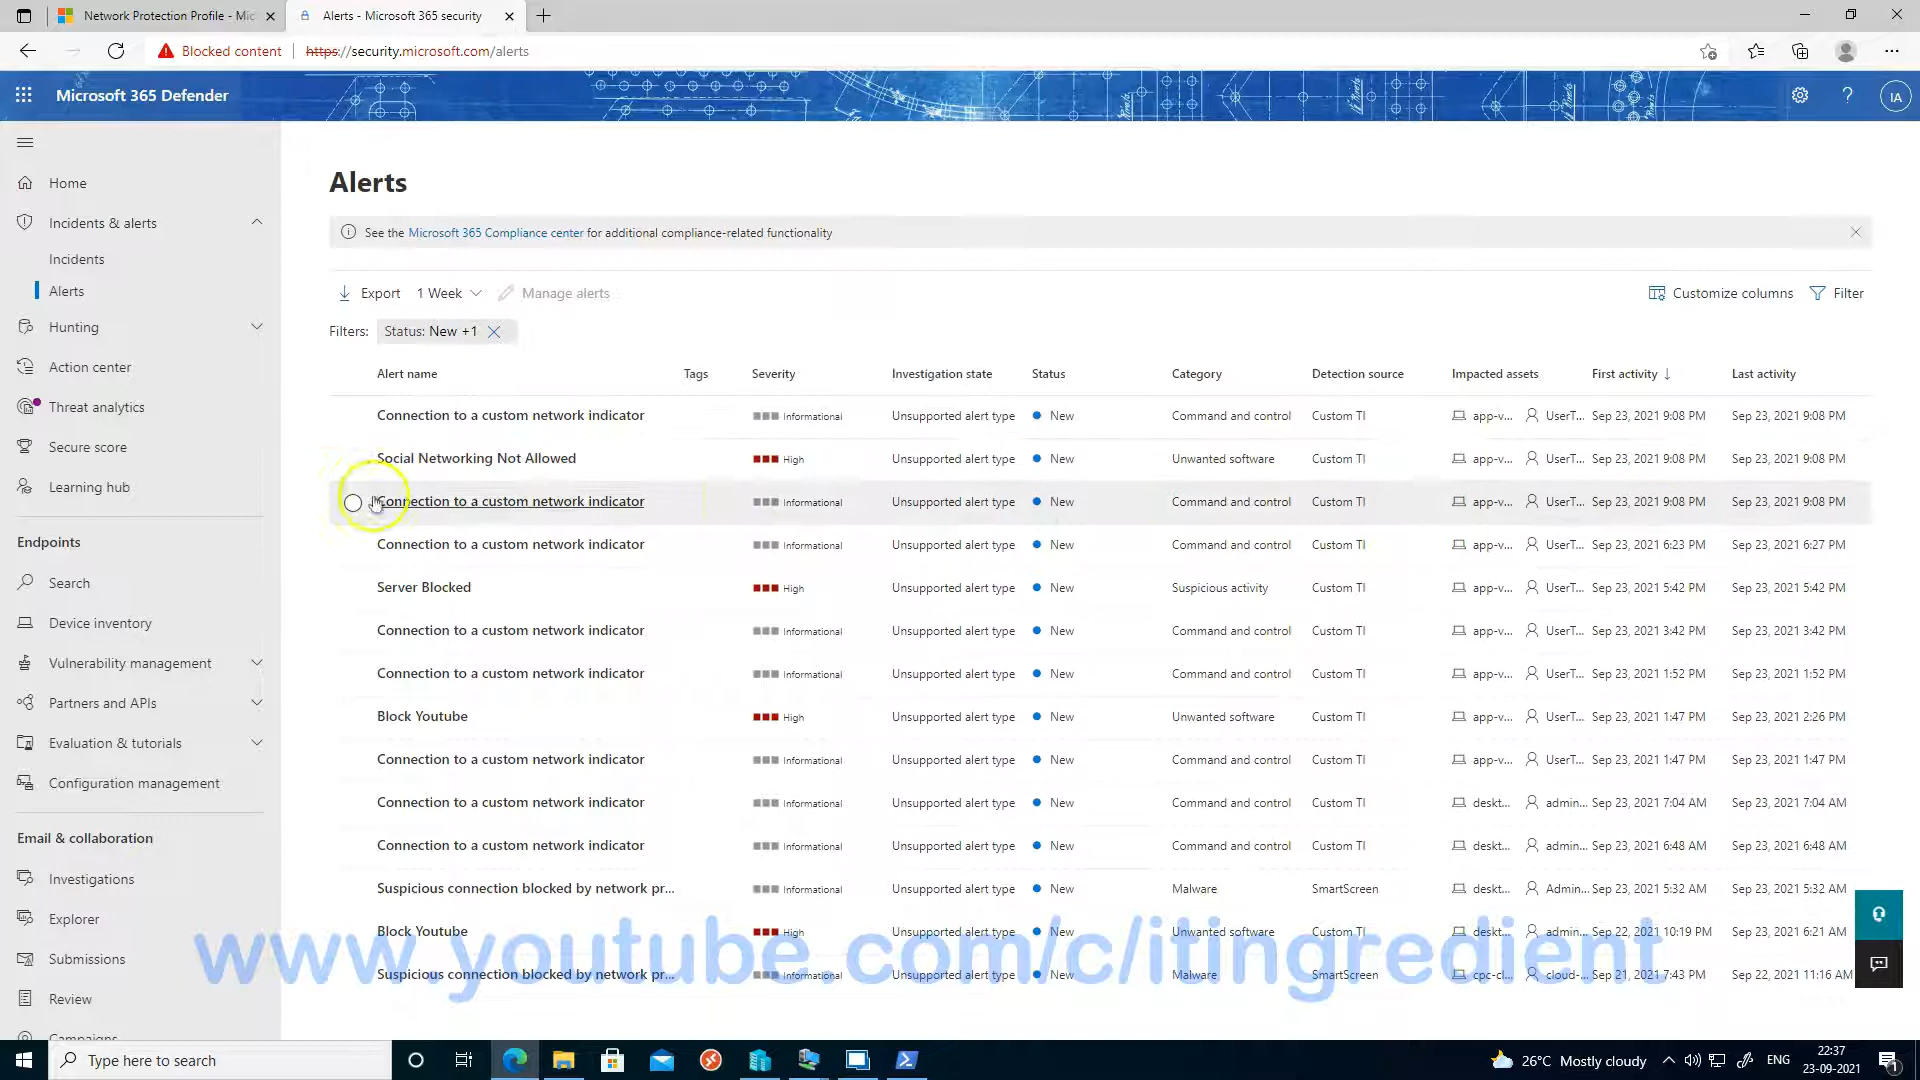 Network Protection Profile - Mic
Alerts - Microsoft 365 security
Blocked content
https://security.microsoft.com/alerts
Microsoft 365 Defender
IA
Home
Incidents & alerts
Incidents
Alerts
Hunting
Action center
Threat analytics
Secure score
Learning hub
Endpoints
Search
Device inventory
Vulnerability management
Partners and APIs
Evaluation & tutorials
Configuration management
Email & collaboration
Investigations
Explorer
Submissions
Review
Campaigns
Alerts
See the Microsoft 365 Compliance center for additional compliance-related functionality
Export 1 Week Manage alerts Customize columns Filter
Filters: Status: New +1
Alert name Tags Severity Investigation state Status Category Detection source Impacted assets First activity ↓ Last activity
Connection to a custom network indicator Informational Unsupported alert type New Command and control Custom TI app-v... UserT... Sep 23, 2021 9:08 PM Sep 23, 2021 9:08 PM
Social Networking Not Allowed High Unsupported alert type New Unwanted software Custom TI app-v... UserT... Sep 23, 2021 9:08 PM Sep 23, 2021 9:08 PM
Connection to a custom network indicator Informational Unsupported alert type New Command and control Custom TI app-v... UserT... Sep 23, 2021 9:08 PM Sep 23, 2021 9:08 PM
Connection to a custom network indicator Informational Unsupported alert type New Command and control Custom TI app-v... UserT... Sep 23, 2021 6:23 PM Sep 23, 2021 6:27 PM
Server Blocked High Unsupported alert type New Suspicious activity Custom TI app-v... UserT... Sep 23, 2021 5:42 PM Sep 23, 2021 5:42 PM
Connection to a custom network indicator Informational Unsupported alert type New Command and control Custom TI app-v... UserT... Sep 23, 2021 3:42 PM Sep 23, 2021 3:42 PM
Connection to a custom network indicator Informational Unsupported alert type New Command and control Custom TI app-v... UserT... Sep 23, 2021 1:52 PM Sep 23, 2021 1:52 PM
Block Youtube High Unsupported alert type New Unwanted software Custom TI app-v... UserT... Sep 23, 2021 1:47 PM Sep 23, 2021 2:26 PM
Connection to a custom network indicator Informational Unsupported alert type New Command and control Custom TI app-v... UserT... Sep 23, 2021 1:47 PM Sep 23, 2021 1:47 PM
Connection to a custom network indicator Informational Unsupported alert type New Command and control Custom TI deskt... admin... Sep 23, 2021 7:04 AM Sep 23, 2021 7:04 AM
Connection to a custom network indicator Informational Unsupported alert type New Command and control Custom TI deskt... admin... Sep 23, 2021 6:48 AM Sep 23, 2021 6:48 AM
Suspicious connection blocked by network pr... Informational Unsupported alert type New Malware SmartScreen deskt... Admin... Sep 23, 2021 5:32 AM Sep 23, 2021 5:32 AM
Block Youtube High Unsupported alert type New Unwanted software Custom TI deskt... admin... Sep 22, 2021 10:19 PM Sep 23, 2021 6:21 AM
www.youtube.com/c/itingredient
Suspicious connection blocked by network pr... Informational Unsupported alert type New Malware SmartScreen cpc-cl... cloud-... Sep 21, 2021 7:43 PM Sep 22, 2021 11:16 AM
Type here to search
26°C Mostly cloudy
ENG
22:37
23-09-2021
1